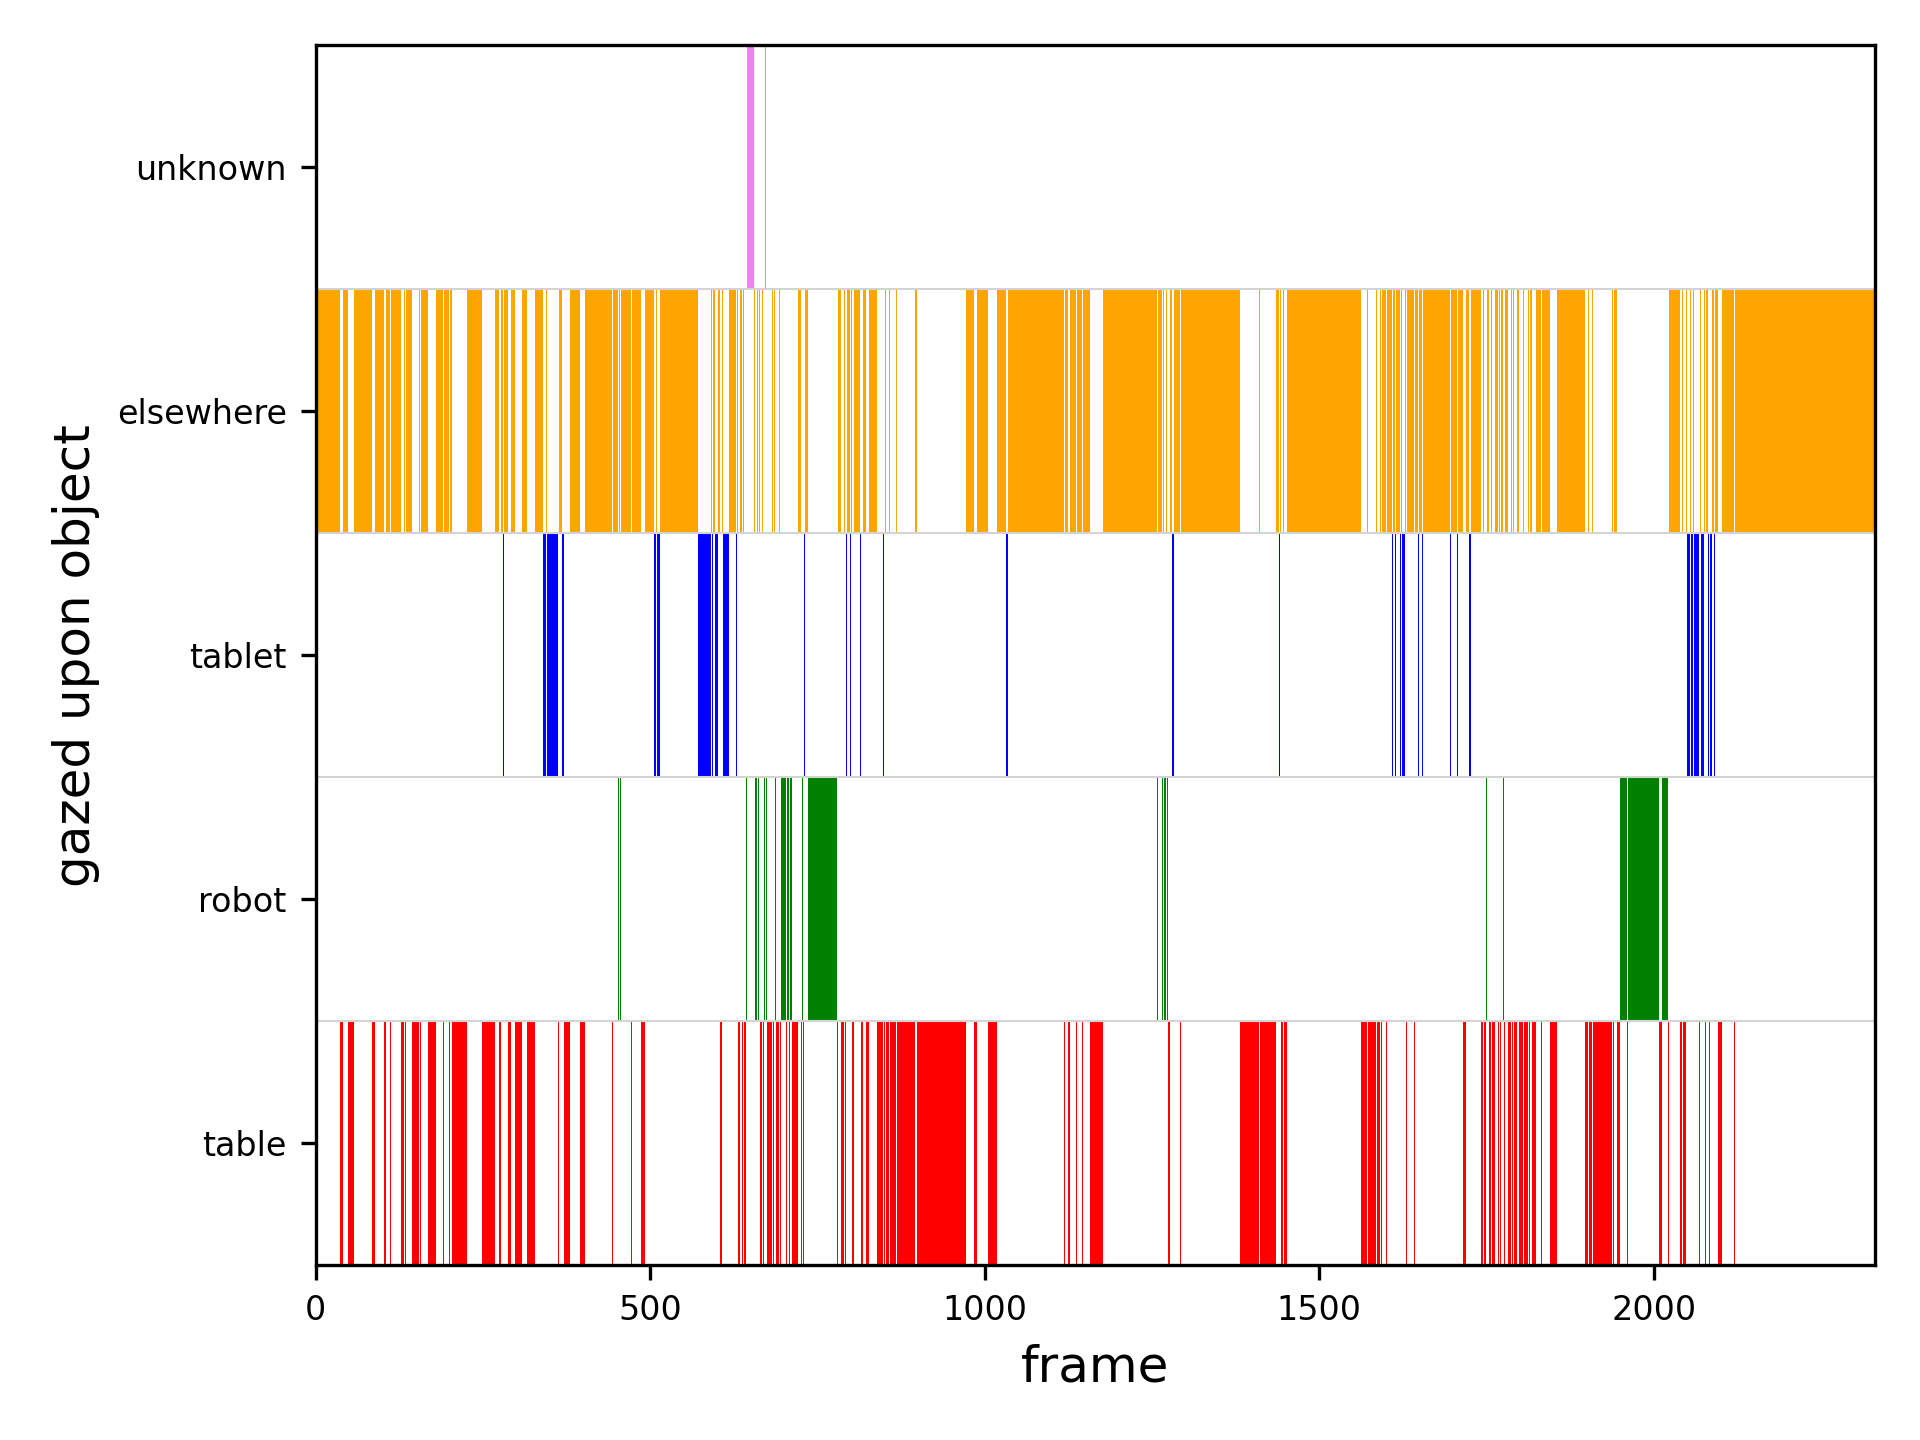 unknown
elsewhere
tablet
robot
table
gazed upon object
0 500 1000 1500 2000
frame